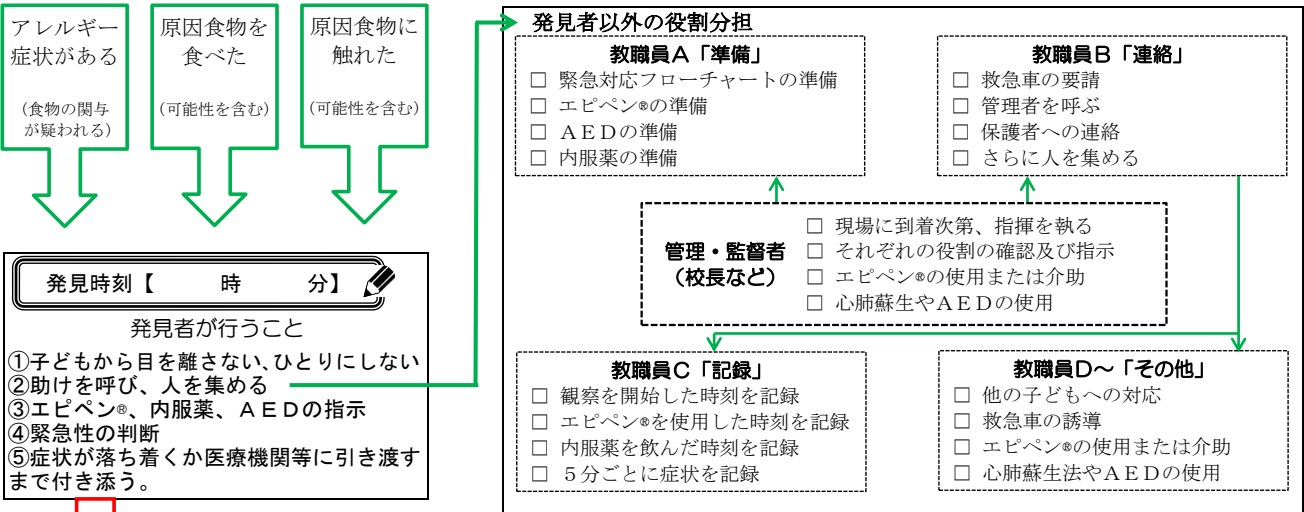 アレルギー
症状がある
(食物の関与
が疑われる)
原因食物を
食べた
(可能性を含む)
原因食物に
触れた
(可能性を含む)
発見時刻【　　　時　　　分】
発見者が行うこと
①子どもから目を離さない、ひとりにしない
②助けを呼び、人を集める
③エピペン®、内服薬、ＡＥＤの指示
④緊急性の判断
⑤症状が落ち着くか医療機関等に引き渡す
まで付き添う。
発見者以外の役割分担
教職員Ａ「準備」
□ 緊急対応フローチャートの準備
□ エピペン®の準備
□ ＡＥＤの準備
□ 内服薬の準備
教職員Ｂ「連絡」
□ 救急車の要請
□ 管理者を呼ぶ
□ 保護者への連絡
□ さらに人を集める
管理・監督者
（校長など）
□ 現場に到着次第、指揮を執る
□ それぞれの役割の確認及び指示
□ エピペン®の使用または介助
□ 心肺蘇生やＡＥＤの使用
教職員Ｃ「記録」
□ 観察を開始した時刻を記録
□ エピペン®を使用した時刻を記録
□ 内服薬を飲んだ時刻を記録
□ ５分ごとに症状を記録
教職員Ｄ～「その他」
□ 他の子どもへの対応
□ 救急車の誘導
□ エピペン®の使用または介助
□ 心肺蘇生法やＡＥＤの使用